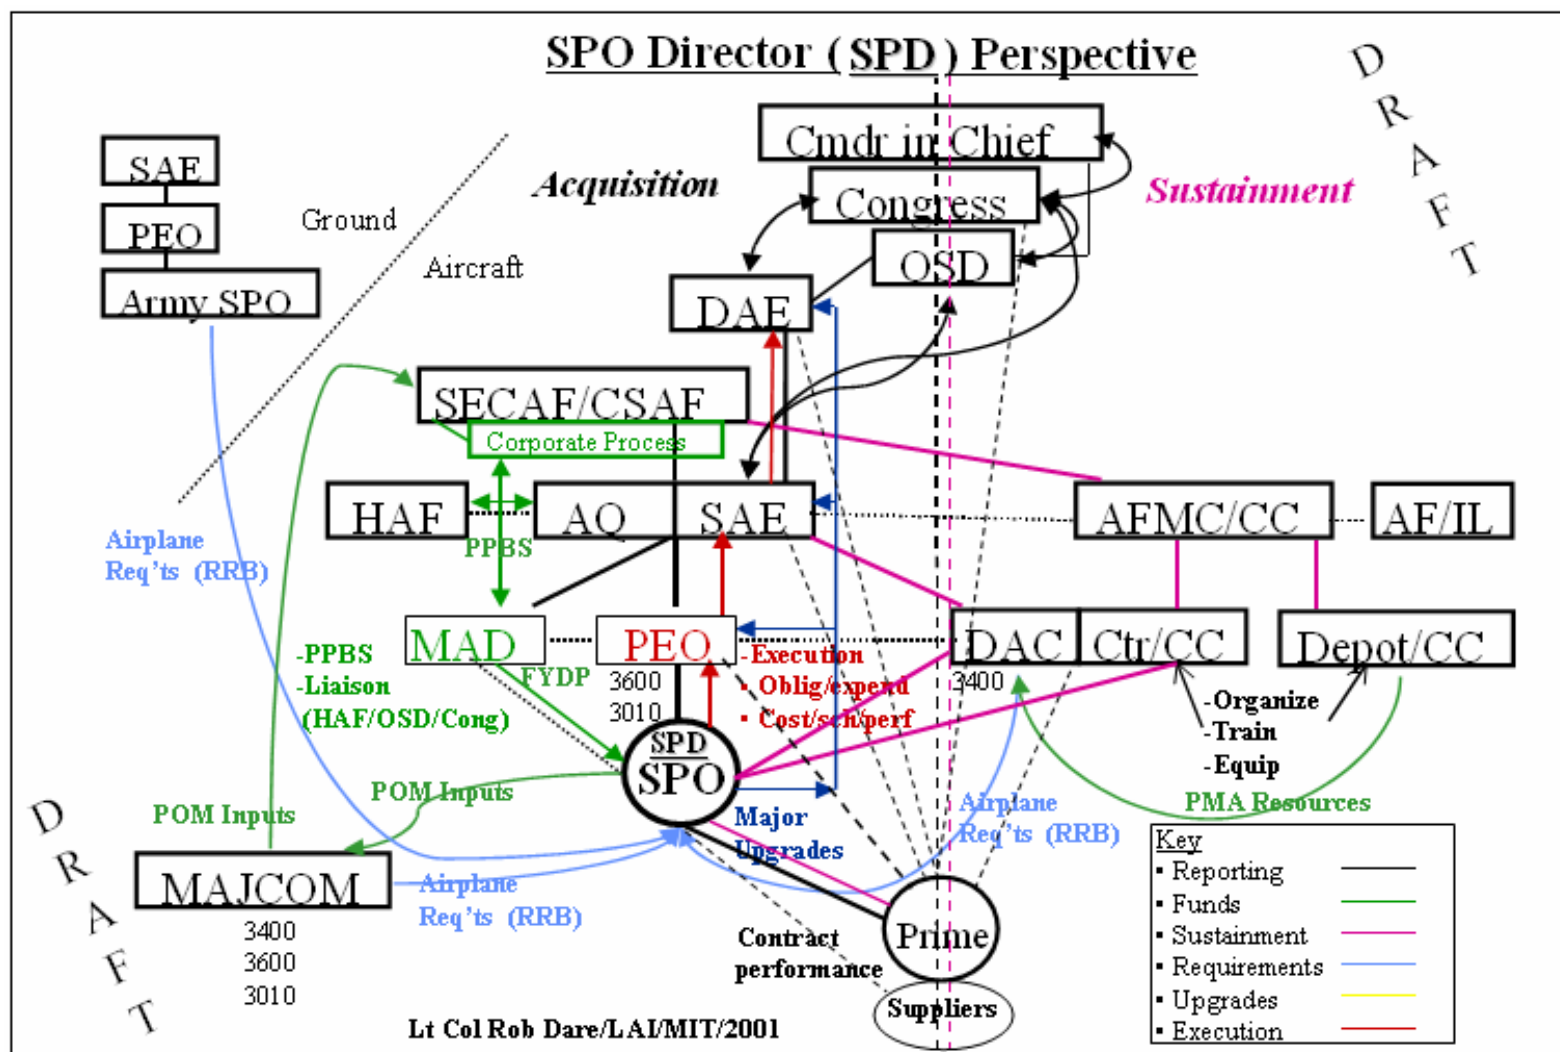 SPO Director (SPD) Perspective
D
R
A
F
T
Cmdr in Chief
SAE
Acquisition
Sustainment
Congress
Ground
PEO
OSD
Aircraft
Army SPO
DAE
SECAF/CSAF
Corporate Process
HAF
AQ
SAE
AFMC/CC
AF/IL
Airplane
Req'ts (RRB)
PPBS
MAD
PEO
DAC
Ctr/CC
Depot/CC
-PPBS
-Liaison
(HAF/OSD/Cong)
FYDP
3600
3010
-Execution
▪ Oblig/expend
▪ Cost/sch/perf
3400
-Organize
-Train
-Equip
SPD
SPO
POM Inputs
POM Inputs
Major
Upgrades
Airplane
Req'ts (RRB)
PMA Resources
D
R
A
F
T
MAJCOM
3400
3600
3010
Airplane
Req'ts (RRB)
Contract
performance
Prime
Suppliers
Key
▪ Reporting
▪ Funds
▪ Sustainment
▪ Requirements
▪ Upgrades
▪ Execution
Lt Col Rob Dare/LAI/MIT/2001